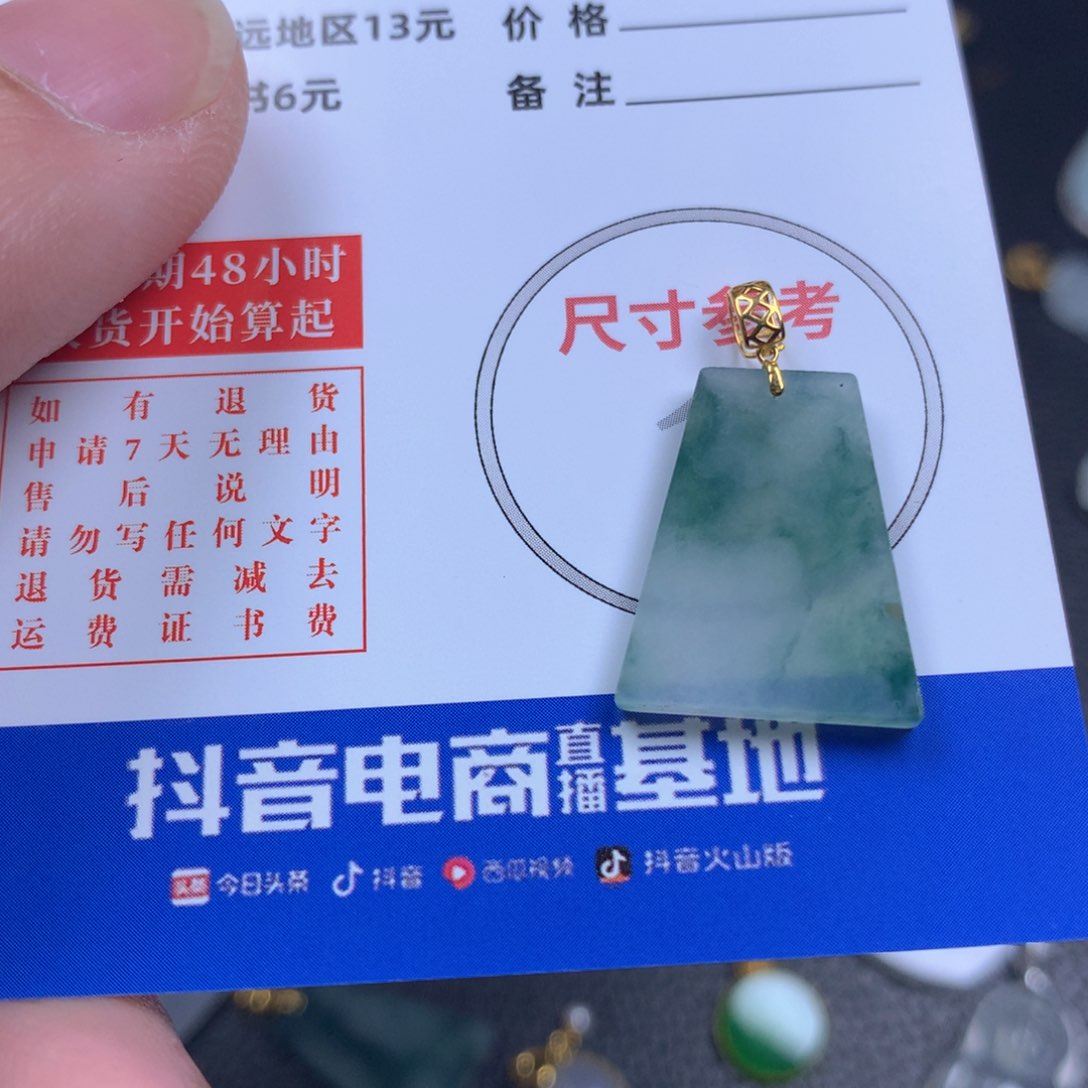 远地区13元 价 格
书6元 备 注
期48小时
货开始算起
尺寸参考
如有退货
申请7天无理由
售后说明
请勿写任何文字
退货需减去
运费证书费
抖音电商直播基地
头条 今日头条 抖音 西瓜视频 抖音火山版